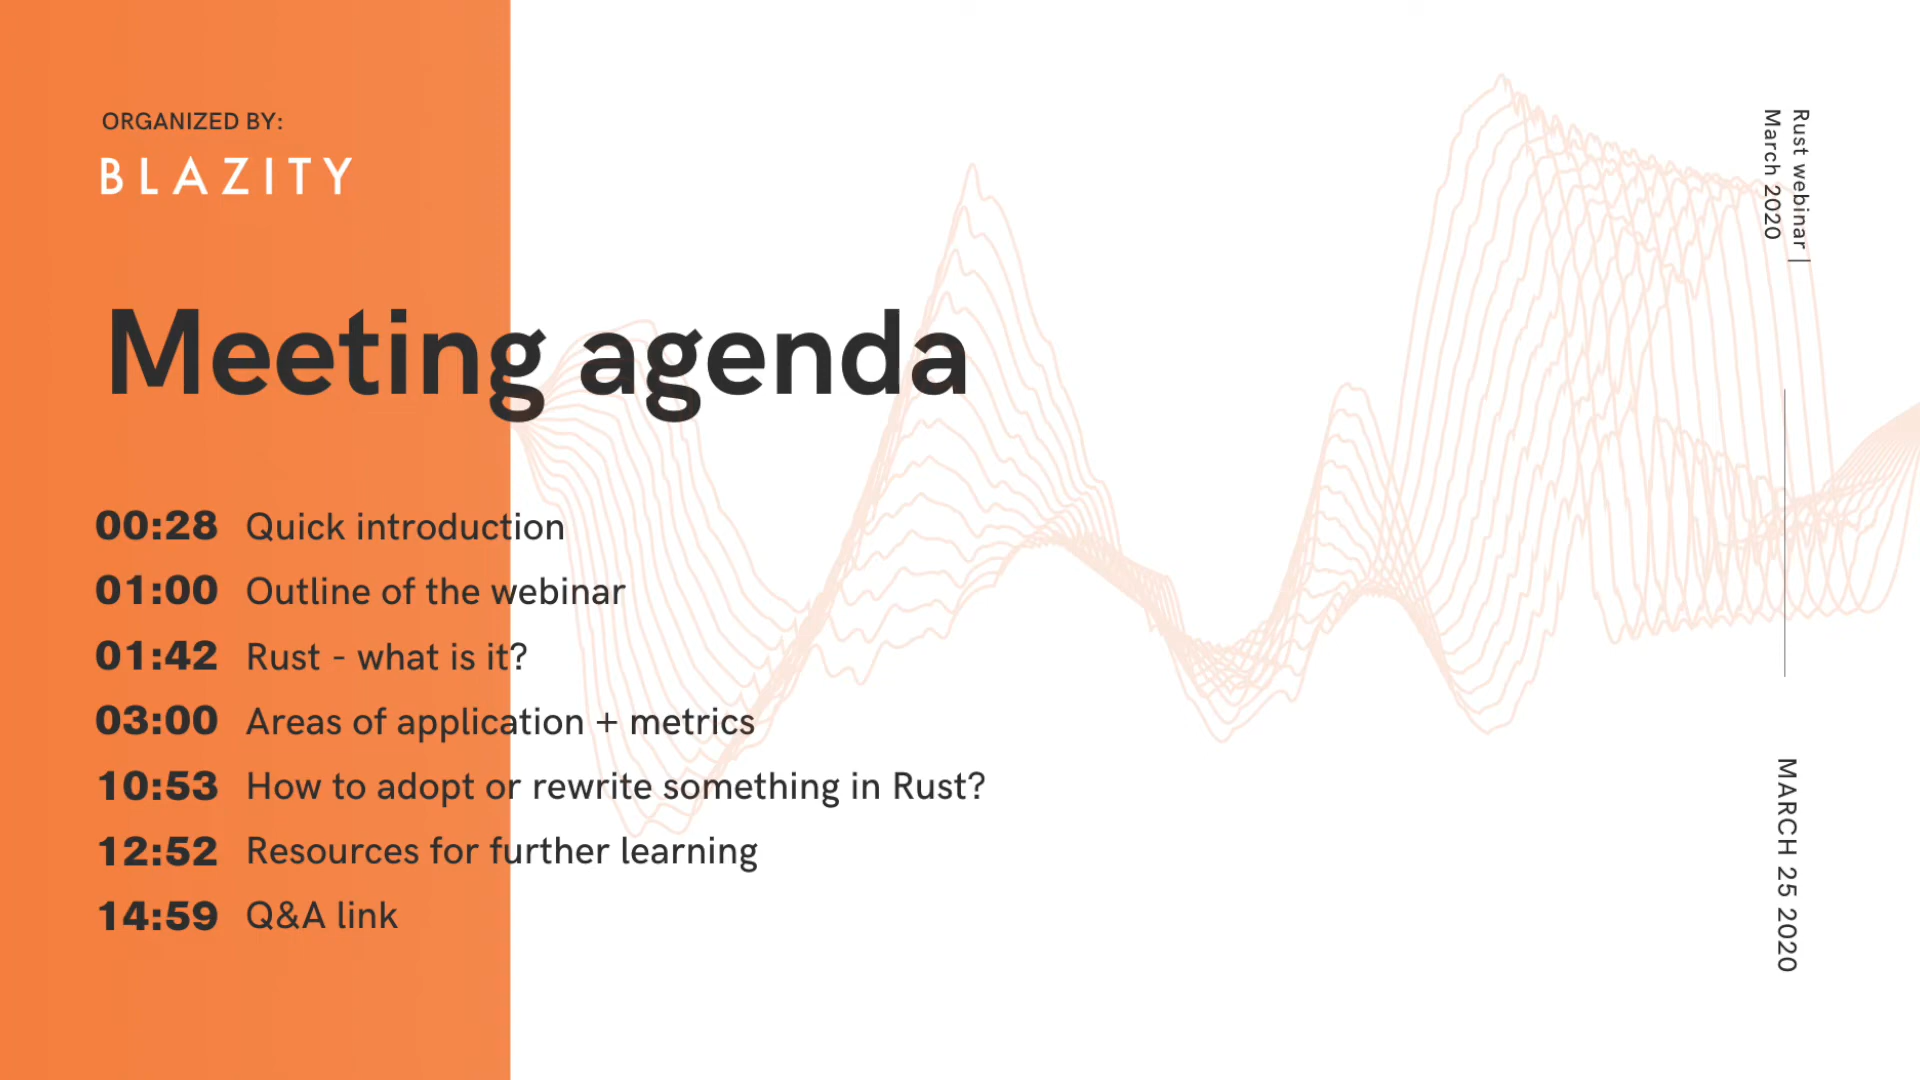 ORGANIZED BY:
BLAZITY
Meeting agenda
00:28 Quick introduction
01:00 Outline of the webinar
01:42 Rust - what is it?
03:00 Areas of application + metrics
10:53 How to adopt or rewrite something in Rust?
12:52 Resources for further learning
14:59 Q&A link
Rust webinar |
March 2020
MARCH 25 2020